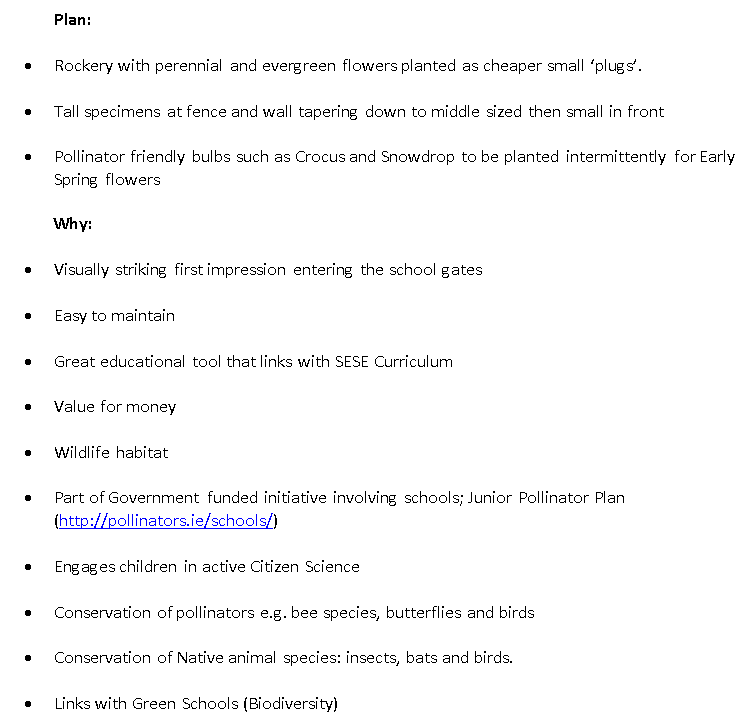 Plan:
• Rockery with perennial and evergreen flowers planted as cheaper small ‘plugs’.
• Tall specimens at fence and wall tapering down to middle sized then small in front
• Pollinator friendly bulbs such as Crocus and Snowdrop to be planted intermittently for Early
Spring flowers
Why:
• Visually striking first impression entering the school gates
• Easy to maintain
• Great educational tool that links with SESE Curriculum
• Value for money
• Wildlife habitat
• Part of Government funded initiative involving schools; Junior Pollinator Plan
(http://pollinators.ie/schools/)
• Engages children in active Citizen Science
• Conservation of pollinators e.g. bee species, butterflies and birds
• Conservation of Native animal species: insects, bats and birds.
• Links with Green Schools (Biodiversity)